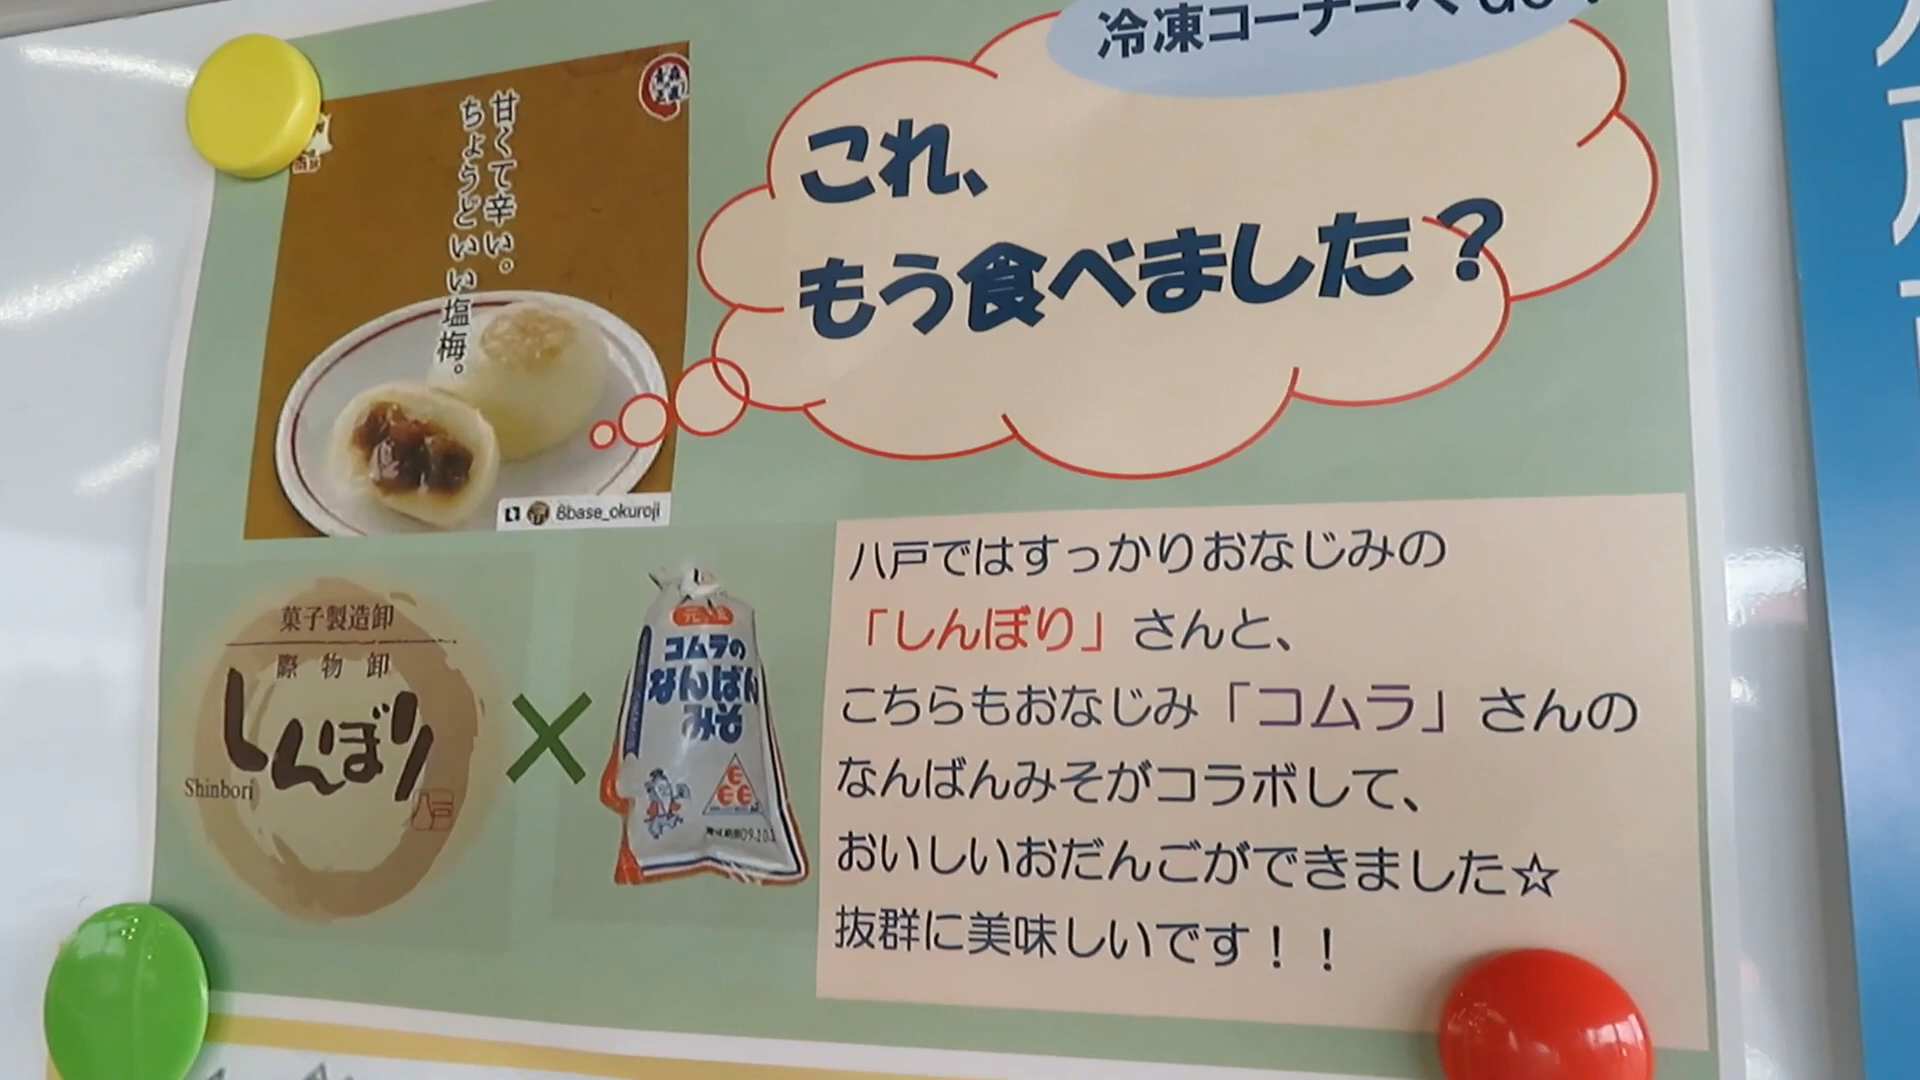 冷凍コーナーへ GO！
これ、
もう食べました？
甘くて辛い。
ちょうどいい塩梅。
8base_okuroji
菓子製造卸
際物卸
しんぼり
Shinbori
八戸
コムラの
なんばん
みそ
八戸ではすっかりおなじみの
「しんぼり」さんと、
こちらもおなじみ「コムラ」さんの
なんばんみそがコラボして、
おいしいおだんごができました☆
抜群に美味しいです！！